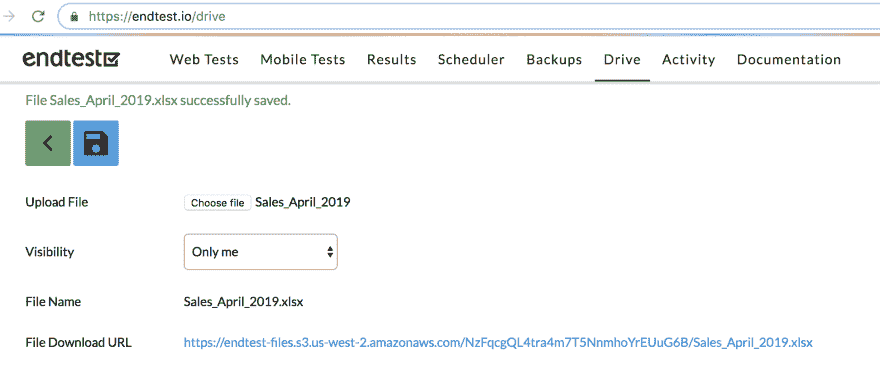 https://endtest.io/drive
endtest
Web Tests Mobile Tests Results Scheduler Backups Drive Activity Documentation
File Sales_April_2019.xlsx successfully saved.
Upload File Choose file Sales_April_2019
Visibility Only me
File Name Sales_April_2019.xlsx
File Download URL https://endtest-files.s3.us-west-2.amazonaws.com/NzFqcgQL4tra4m7T5NnmhoYrEUuG6B/Sales_April_2019.xlsx